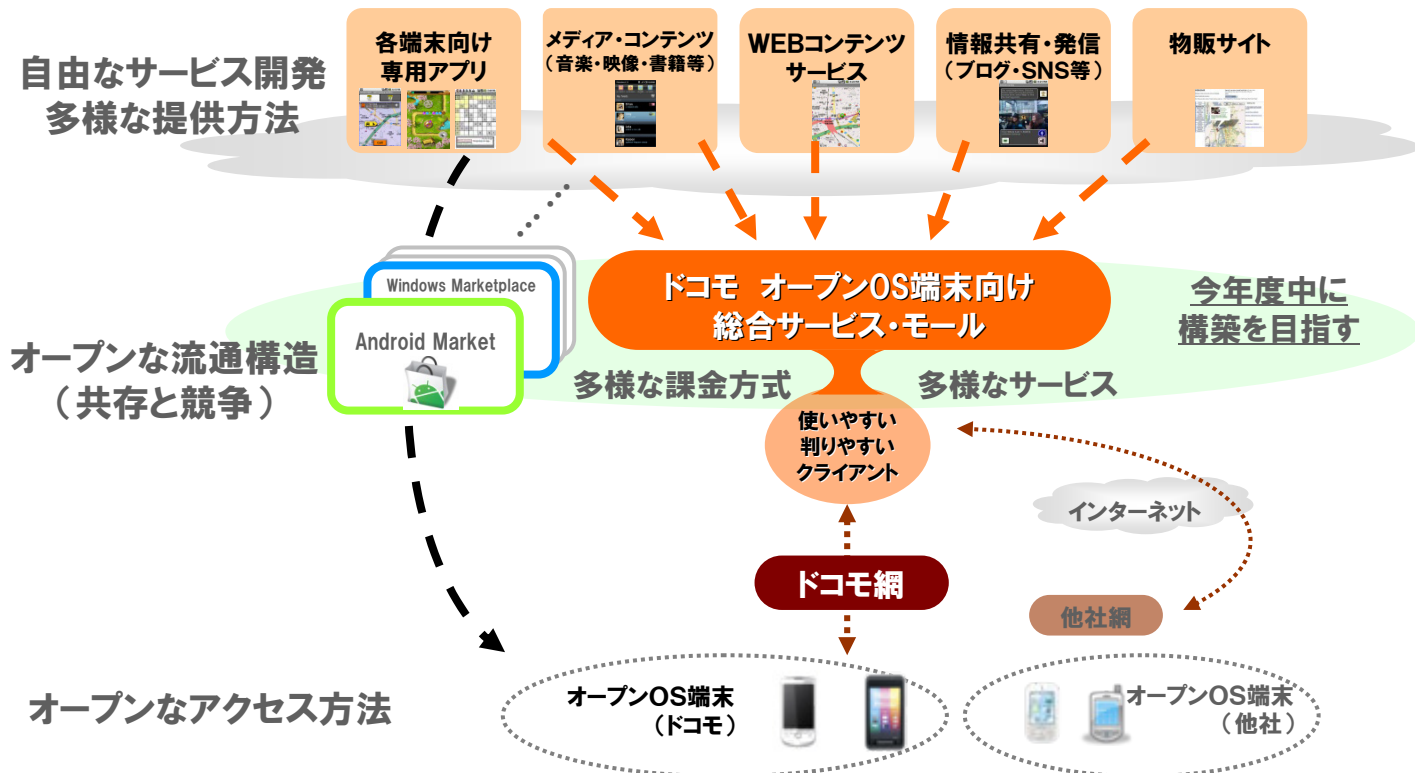 各端末向け
専用アプリ
メディア・コンテンツ
（音楽・映像・書籍等）
WEBコンテンツ
サービス
情報共有・発信
（ブログ・SNS等）
物販サイト
自由なサービス開発
多様な提供方法
Windows Marketplace
Android Market
ドコモ オープンOS端末向け
総合サービス・モール
今年度中に
構築を目指す
オープンな流通構造
（共存と競争）
多様な課金方式
多様なサービス
使いやすい
判りやすい
クライアント
インターネット
ドコモ網
他社網
オープンなアクセス方法
オープンOS端末
（ドコモ）
オープンOS端末
（他社）